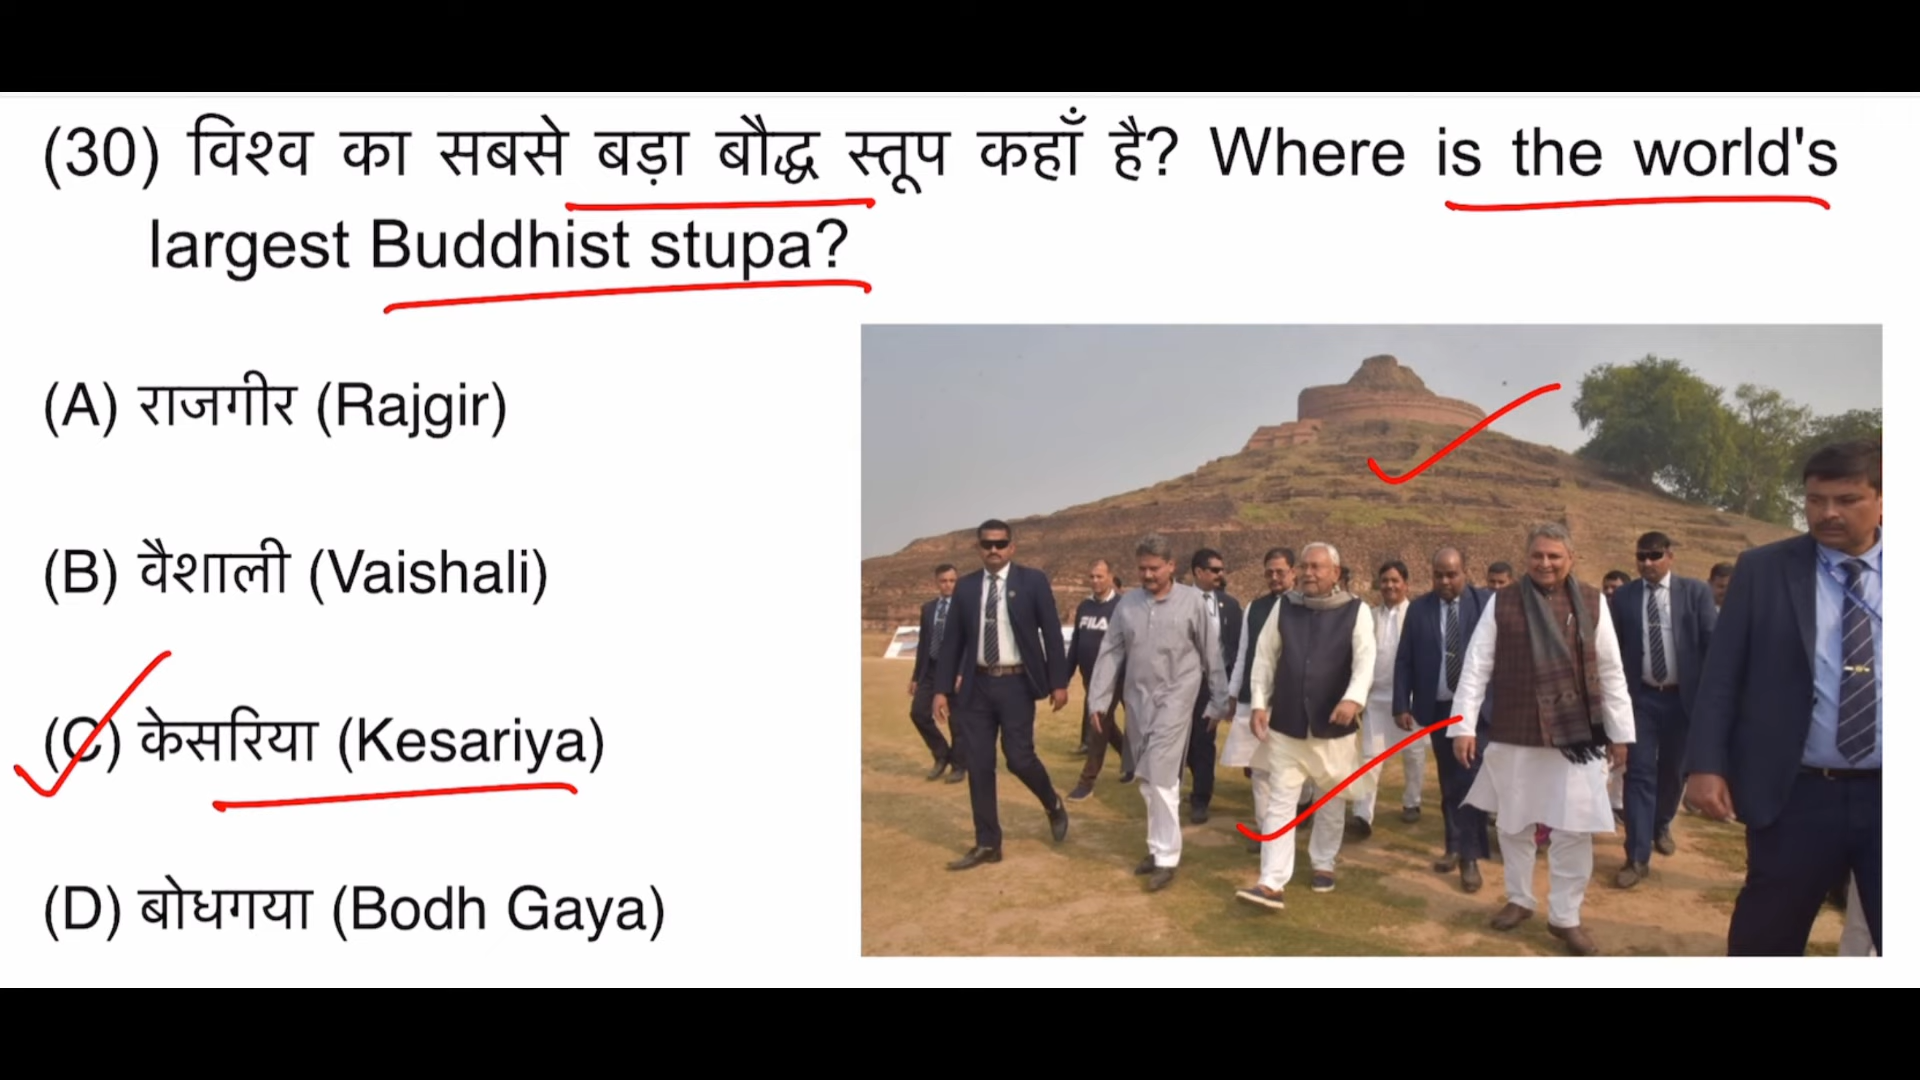 (30) विश्व का सबसे बड़ा बौद्ध स्तूप कहाँ है? Where is the world's
largest Buddhist stupa?
(A) राजगीर (Rajgir)
(B) वैशाली (Vaishali)
(C) केसरिया (Kesariya)
(D) बोधगया (Bodh Gaya)
FILA